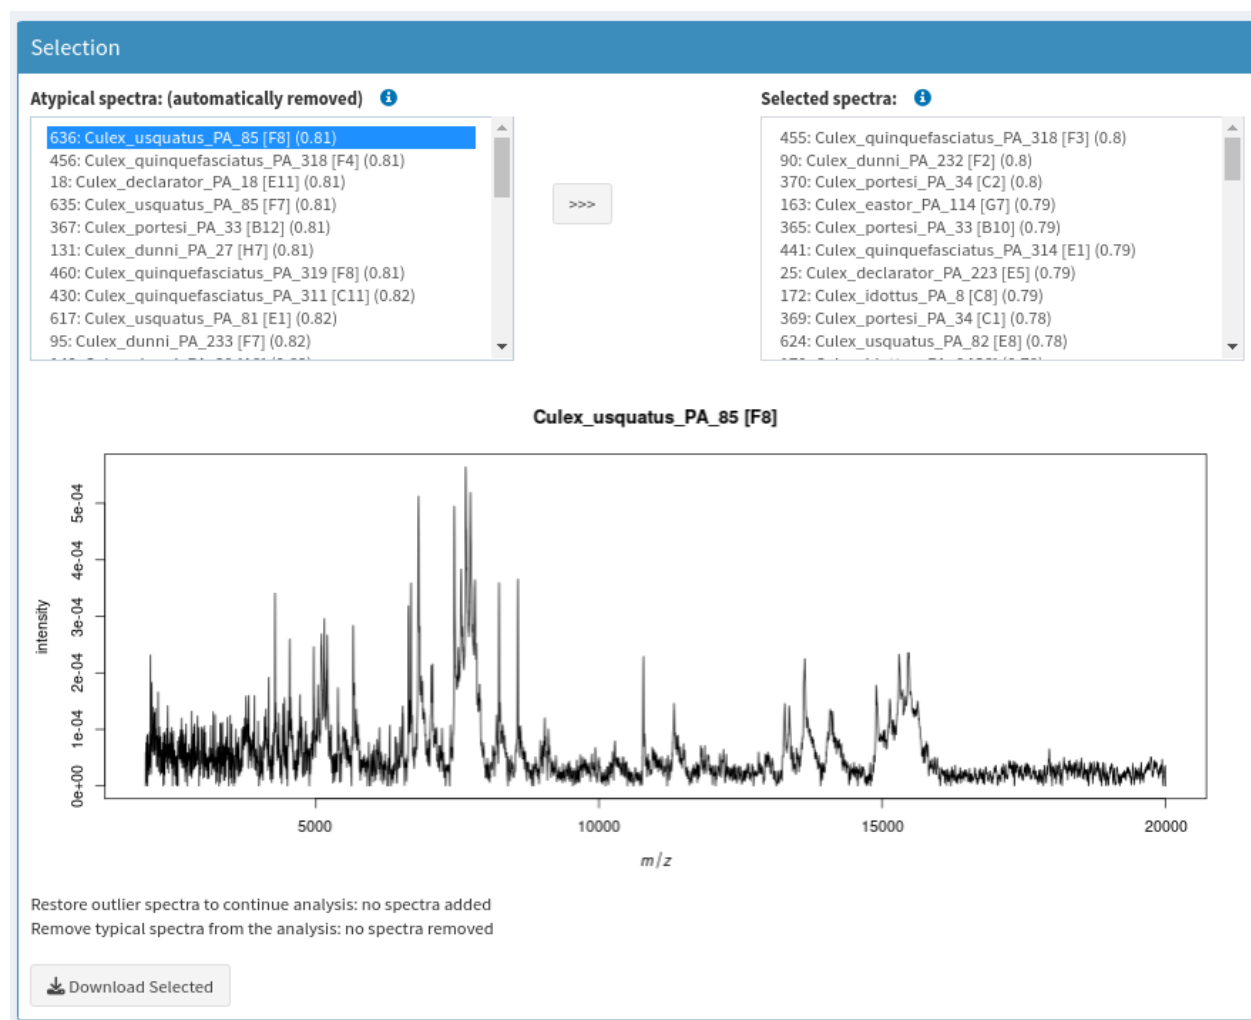 Selection
Atypical spectra: (automatically removed)
636: Culex_usquatus_PA_85 [F8] (0.81)
456: Culex_quinquefasciatus_PA_318 [F4] (0.81)
18: Culex_declarator_PA_18 [E11] (0.81)
635: Culex_usquatus_PA_85 [F7] (0.81)
367: Culex_portesi_PA_33 [B12] (0.81)
131: Culex_dunni_PA_27 [H7] (0.81)
460: Culex_quinquefasciatus_PA_319 [F8] (0.81)
430: Culex_quinquefasciatus_PA_311 [C11] (0.82)
617: Culex_usquatus_PA_81 [E1] (0.82)
95: Culex_dunni_PA_233 [F7] (0.82)
>>>
Selected spectra:
455: Culex_quinquefasciatus_PA_318 [F3] (0.8)
90: Culex_dunni_PA_232 [F2] (0.8)
370: Culex_portesi_PA_34 [C2] (0.8)
163: Culex_eastor_PA_114 [G7] (0.79)
365: Culex_portesi_PA_33 [B10] (0.79)
441: Culex_quinquefasciatus_PA_314 [E1] (0.79)
25: Culex_declarator_PA_223 [E5] (0.79)
172: Culex_idottus_PA_8 [C8] (0.79)
369: Culex_portesi_PA_34 [C1] (0.78)
624: Culex_usquatus_PA_82 [E8] (0.78)
Culex_usquatus_PA_85 [F8]
intensity
5e-04
4e-04
3e-04
2e-04
1e-04
0e+00
5000 10000 15000 20000
m/z
Restore outlier spectra to continue analysis: no spectra added
Remove typical spectra from the analysis: no spectra removed
Download Selected